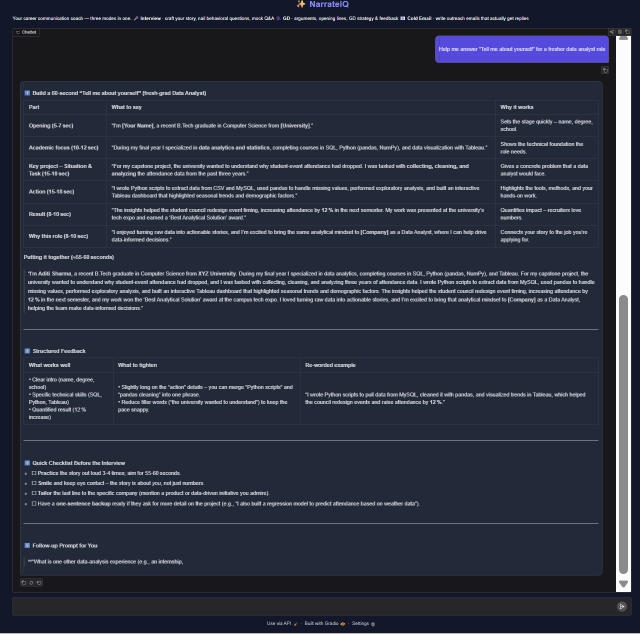 ✨ NarrateIQ
Your career communication coach — three modes in one. 🎤 Interview · craft your story, nail behavioral questions, mock Q&A GD · arguments, opening lines, GD strategy & feedback Cold Email · write outreach emails that actually get replies
Chatbot
Help me answer "Tell me about yourself" for a fresher data analyst role
Build a 60-second "Tell me about yourself" (fresh-grad Data Analyst)
Part What to say Why it works
Opening (5-7 sec) "I'm [Your Name], a recent B.Tech graduate in Computer Science from [University]." Sets the stage quickly – name, degree,
school.
Academic focus (10-12 sec) "During my final year I specialized in data analytics and statistics, completing courses in SQL, Python (pandas, NumPy), and data visualization with Tableau." Shows the technical foundation the
role needs.
Key project – Situation &
Task (15-18 sec) "For my capstone project, the university wanted to understand why student-event attendance had dropped. I was tasked with collecting, cleaning, and
analyzing the attendance data from the past three years." Gives a concrete problem that a data
analyst would face.
Action (15-18 sec) "I wrote Python scripts to extract data from CSV and MySQL, used pandas to handle missing values, performed exploratory analysis, and built an interactive
Tableau dashboard that highlighted seasonal trends and demographic factors." Highlights the tools, methods, and your
hands-on work.
Result (8-10 sec) "The insights helped the student council redesign event timing, increasing attendance by 12 % in the next semester. My work was presented at the university's
tech expo and earned a 'Best Analytical Solution' award." Quantifies impact – recruiters love
numbers.
Why this role (8-10 sec) "I enjoyed turning raw data into actionable stories, and I'm excited to bring the same analytical mindset to [Company] as a Data Analyst, where I can help drive
data-informed decisions." Connects your story to the job you're
applying for.
Putting it together (≈55-60 seconds)
"I'm Aditi Sharma, a recent B.Tech graduate in Computer Science from XYZ University. During my final year I specialized in data analytics, completing courses in SQL, Python (pandas, NumPy), and Tableau. For my capstone project, the
university wanted to understand why student-event attendance had dropped, and I was tasked with collecting, cleaning, and analyzing three years of attendance data. I wrote Python scripts to extract data from MySQL, used pandas to handle
missing values, performed exploratory analysis, and built an interactive Tableau dashboard that highlighted seasonal trends and demographic factors. The insights helped the student council redesign event timing, increasing attendance by
12 % in the next semester, and my work won the 'Best Analytical Solution' award at the campus tech expo. I loved turning raw data into actionable stories, and I'm excited to bring that analytical mindset to [Company] as a Data Analyst,
helping the team make data-informed decisions."
Structured Feedback
What works well What to tighten Re-worded example
• Clear intro (name, degree,
school)
• Specific technical skills (SQL,
Python, Tableau)
• Quantified result (12 %
increase)
• Slightly long on the "action" details – you can merge "Python scripts" and
"pandas cleaning" into one phrase.
• Reduce filler words ("the university wanted to understand") to keep the
pace snappy.
"I wrote Python scripts to pull data from MySQL, cleaned it with pandas, and visualized trends in Tableau, which helped
the council redesign events and raise attendance by 12 %."
Quick Checklist Before the Interview
☐ Practice the story out loud 3-4 times; aim for 55-60 seconds.
☐ Smile and keep eye contact – the story is about you, not just numbers.
☐ Tailor the last line to the specific company (mention a product or data-driven initiative you admire).
☐ Have a one-sentence backup ready if they ask for more detail on the project (e.g., "I also built a regression model to predict attendance based on weather data").
Follow-up Prompt for You
**"What is one other data-analysis experience (e.g., an internship,
Use via API · Built with Gradio · Settings